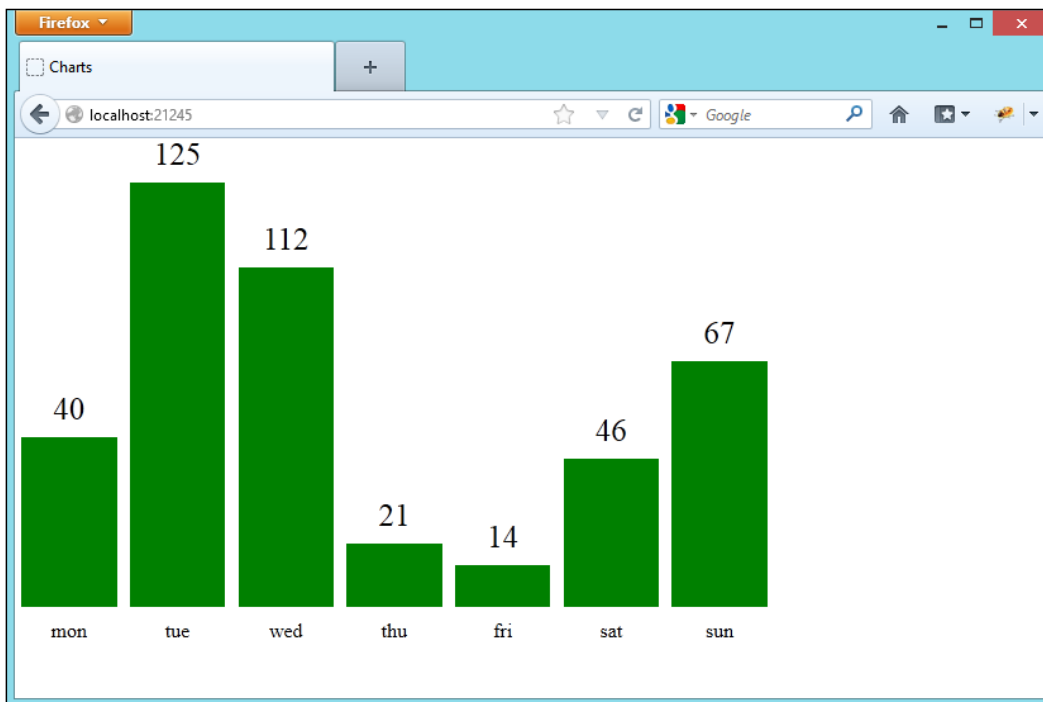 Firefox
Charts
localhost:21245
Google
125
112
67
40
46
21
14
mon tue wed thu fri sat sun